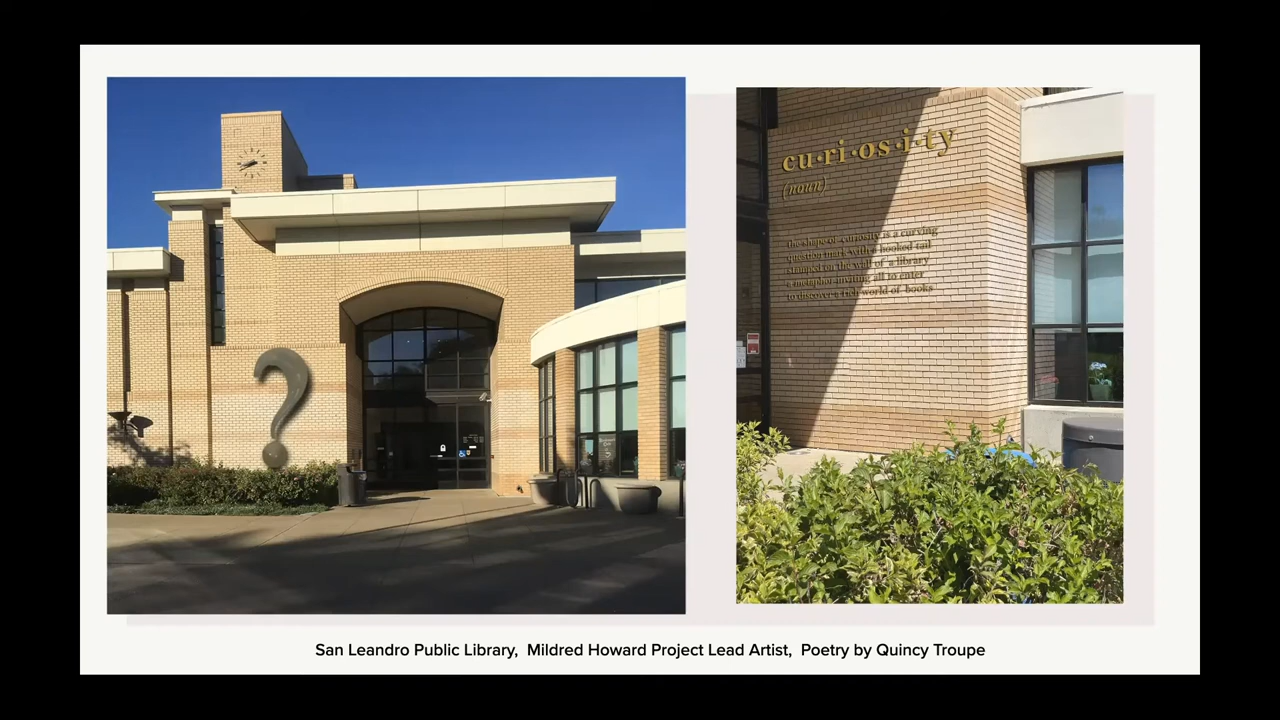 cu·ri·os·i·ty
(noun)
the shape of curiosity is a curving
question mark with a hooked tail
stamped on the wall of a library
a metaphor inviting all to enter
to discover a rich world of books
?
San Leandro Public Library, Mildred Howard Project Lead Artist, Poetry by Quincy Troupe